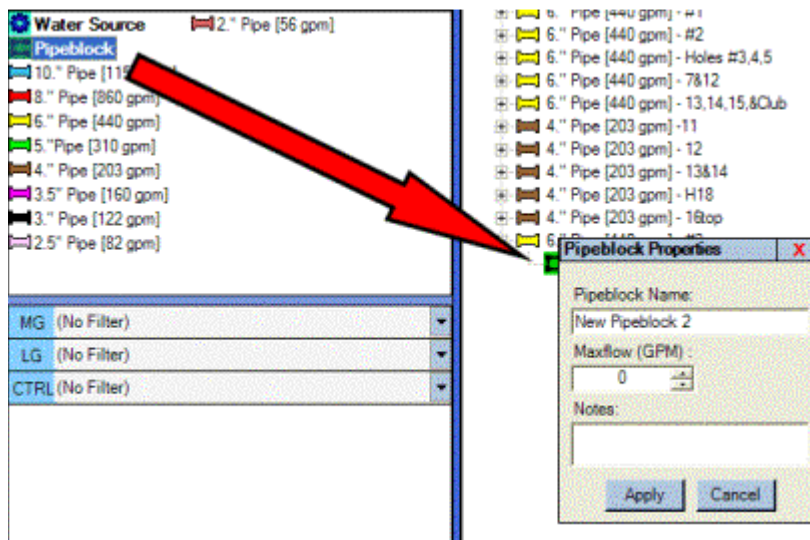 Water Source
2." Pipe [56 gpm]
Pipeblock
10." Pipe [115
8." Pipe [860 gpm]
6." Pipe [440 gpm]
5."Pipe [310 gpm]
4." Pipe [203 gpm]
3.5" Pipe [160 gpm]
3." Pipe [122 gpm]
2.5" Pipe [82 gpm]
MG (No Filter)
LG (No Filter)
CTRL (No Filter)
6." Pipe [440 gpm] - #1
6." Pipe [440 gpm] - #2
6." Pipe [440 gpm] - Holes #3,4,5
6." Pipe [440 gpm] - 7&12
6." Pipe [440 gpm] - 13,14,15,&Club
4." Pipe [203 gpm] -11
4." Pipe [203 gpm] - 12
4." Pipe [203 gpm] - 13&14
4." Pipe [203 gpm] - H18
4." Pipe [203 gpm] - 16top
6."
Pipeblock Properties X
Pipeblock Name:
New Pipeblock 2
Maxflow (GPM) :
0
Notes:
Apply Cancel